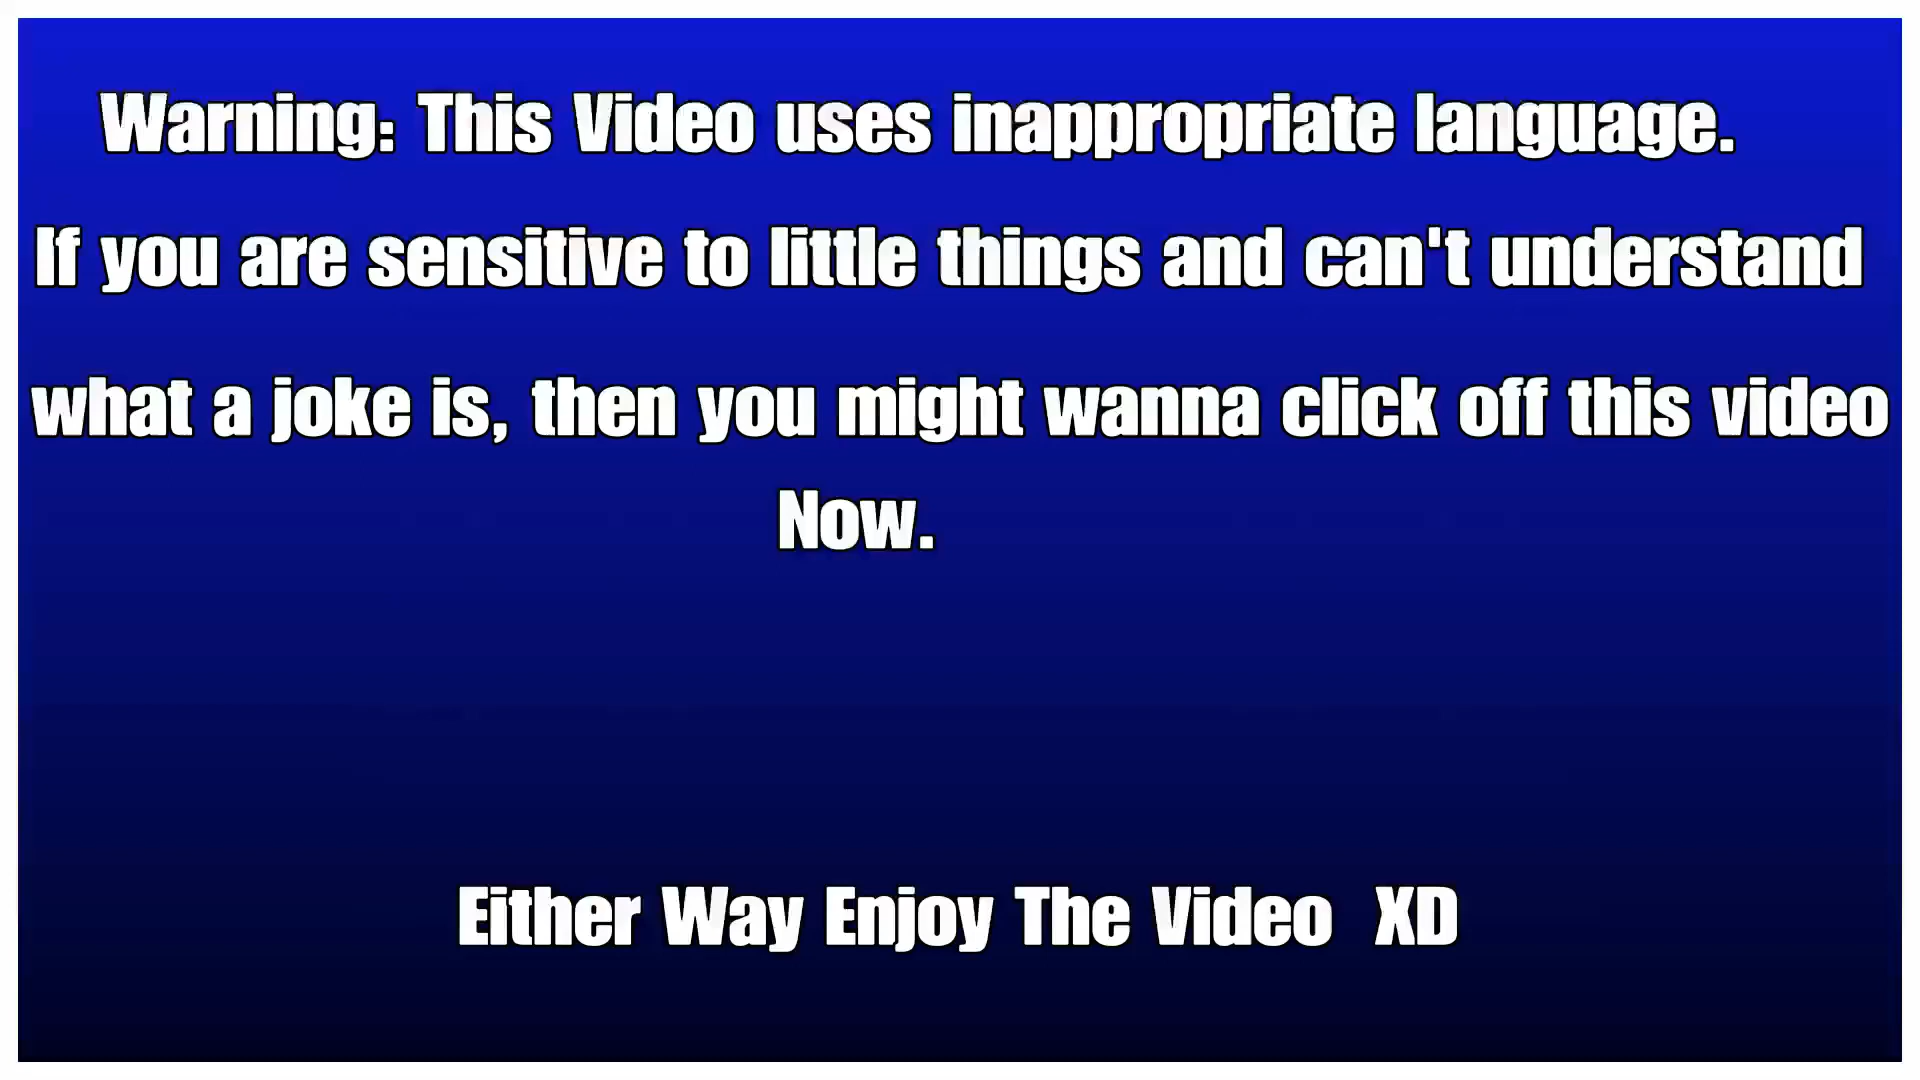 Warning: This Video uses inappropriate language.
If you are sensitive to little things and can't understand
what a joke is, then you might wanna click off this video
Now.
Either Way Enjoy The Video XD